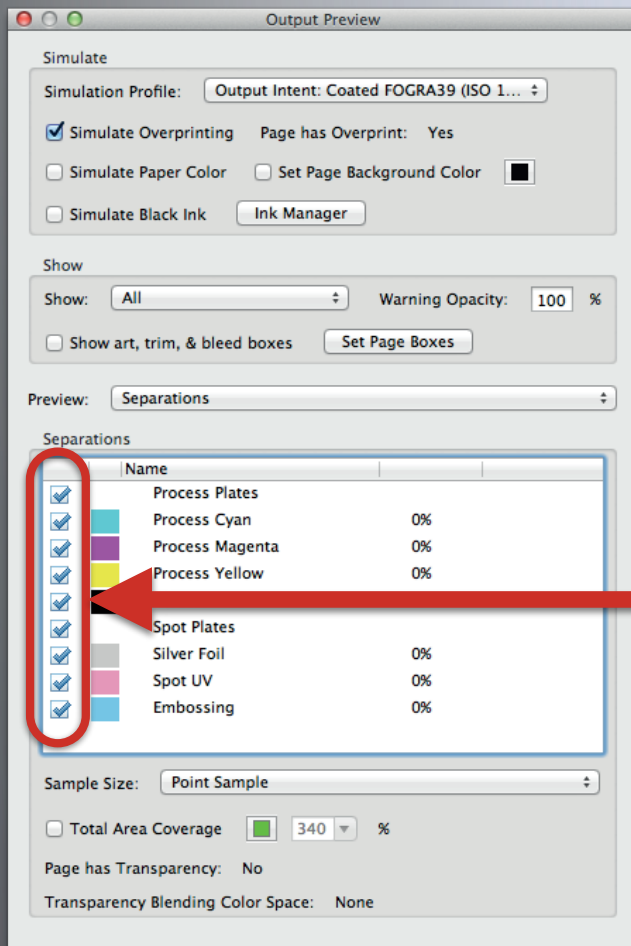 Output Preview
Simulate
Simulation Profile: Output Intent: Coated FOGRA39 (ISO 1...
Simulate Overprinting Page has Overprint: Yes
Simulate Paper Color Set Page Background Color
Simulate Black Ink Ink Manager
Show
Show: All Warning Opacity: 100 %
Show art, trim, & bleed boxes Set Page Boxes
Preview: Separations
Separations
Name
Process Plates
Process Cyan 0%
Process Magenta 0%
Process Yellow 0%
Spot Plates
Silver Foil 0%
Spot UV 0%
Embossing 0%
Sample Size: Point Sample
Total Area Coverage 340 %
Page has Transparency: No
Transparency Blending Color Space: None